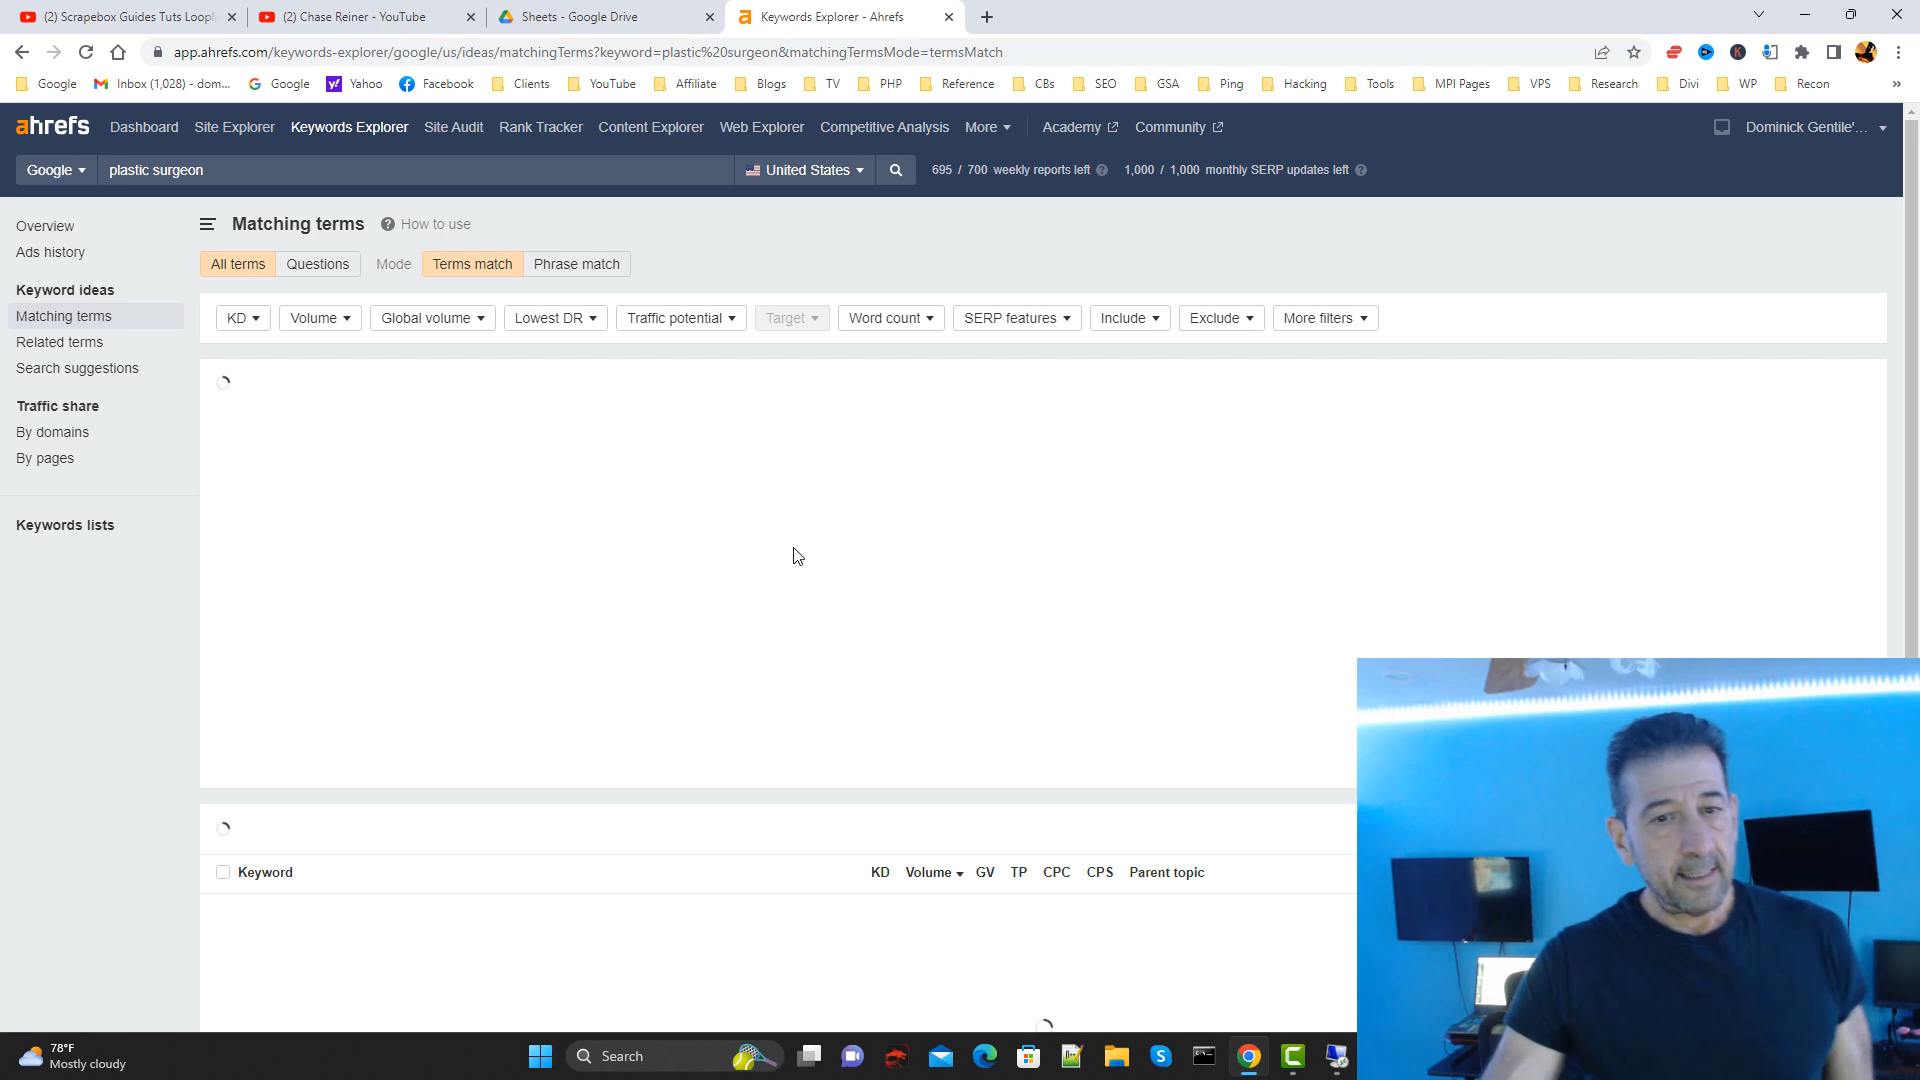 (2) Scrapebox Guides Tuts Loopli
(2) Chase Reiner - YouTube
Sheets - Google Drive
Keywords Explorer - Ahrefs
app.ahrefs.com/keywords-explorer/google/us/ideas/matchingTerms?keyword=plastic%20surgeon&matchingTermsMode=termsMatch
Google
Inbox (1,028) - dom...
Google
Yahoo
Facebook
Clients
YouTube
Affiliate
Blogs
TV
PHP
Reference
CBs
SEO
GSA
Ping
Hacking
Tools
MPI Pages
VPS
Research
Divi
WP
Recon
»
ahrefs
Dashboard
Site Explorer
Keywords Explorer
Site Audit
Rank Tracker
Content Explorer
Web Explorer
Competitive Analysis
More
Academy
Community
Dominick Gentile'...
Google
plastic surgeon
United States
695 / 700 weekly reports left
1,000 / 1,000 monthly SERP updates left
Overview
Ads history
Keyword ideas
Matching terms
Related terms
Search suggestions
Traffic share
By domains
By pages
Keywords lists
Matching terms
How to use
All terms
Questions
Mode
Terms match
Phrase match
KD
Volume
Global volume
Lowest DR
Traffic potential
Target
Word count
SERP features
Include
Exclude
More filters
Keyword
KD
Volume
GV
TP
CPC
CPS
Parent topic
78°F
Mostly cloudy
Search